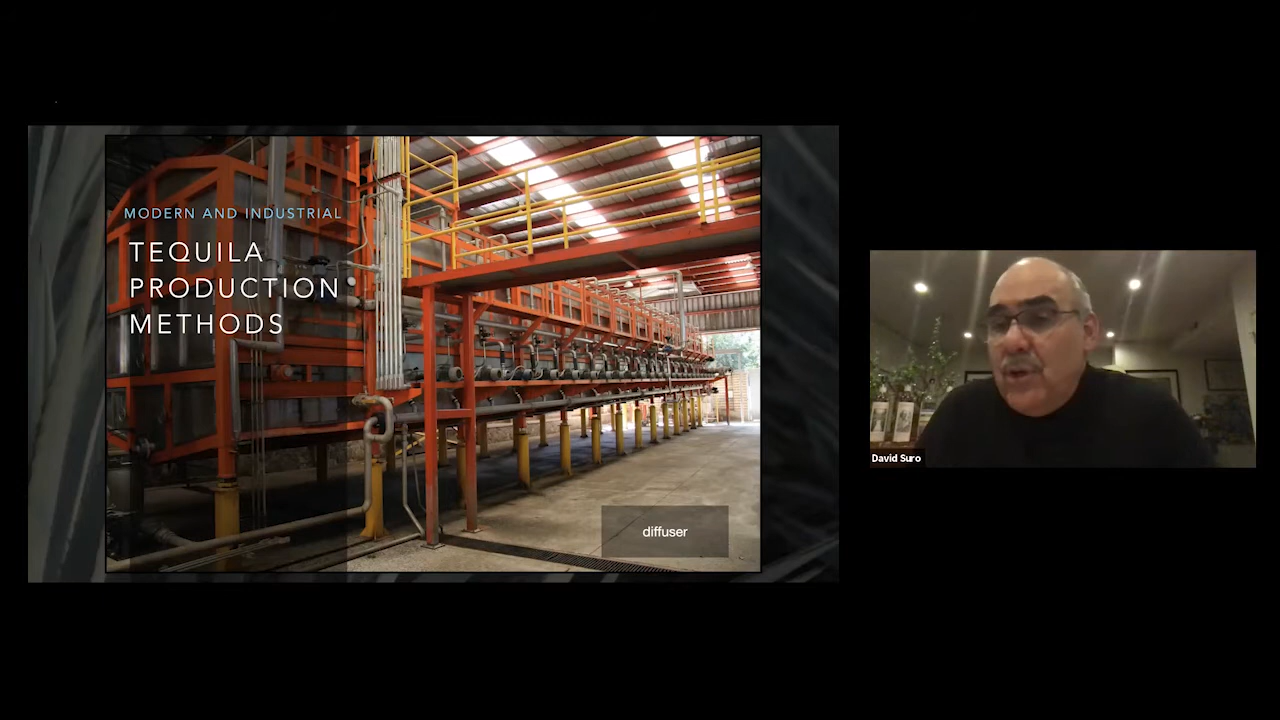 MODERN AND INDUSTRIAL
TEQUILA
PRODUCTION
METHODS
diffuser
David Suro